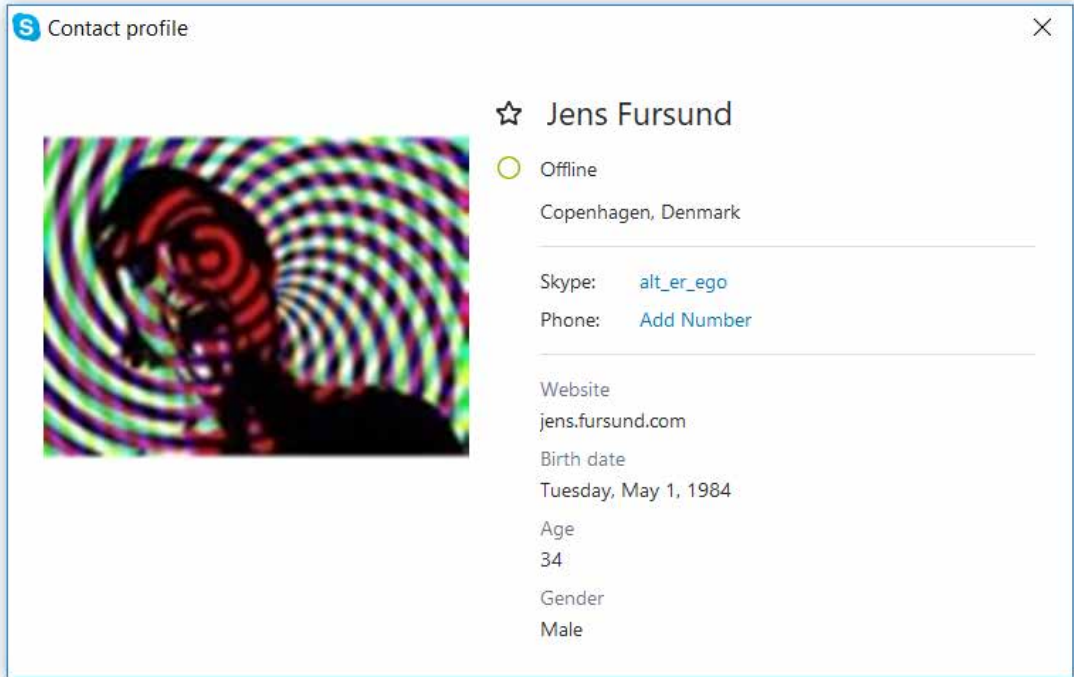 Contact profile
Jens Fursund
Offline
Copenhagen, Denmark
Skype: alt_er_ego
Phone: Add Number
Website
jens.fursund.com
Birth date
Tuesday, May 1, 1984
Age
34
Gender
Male